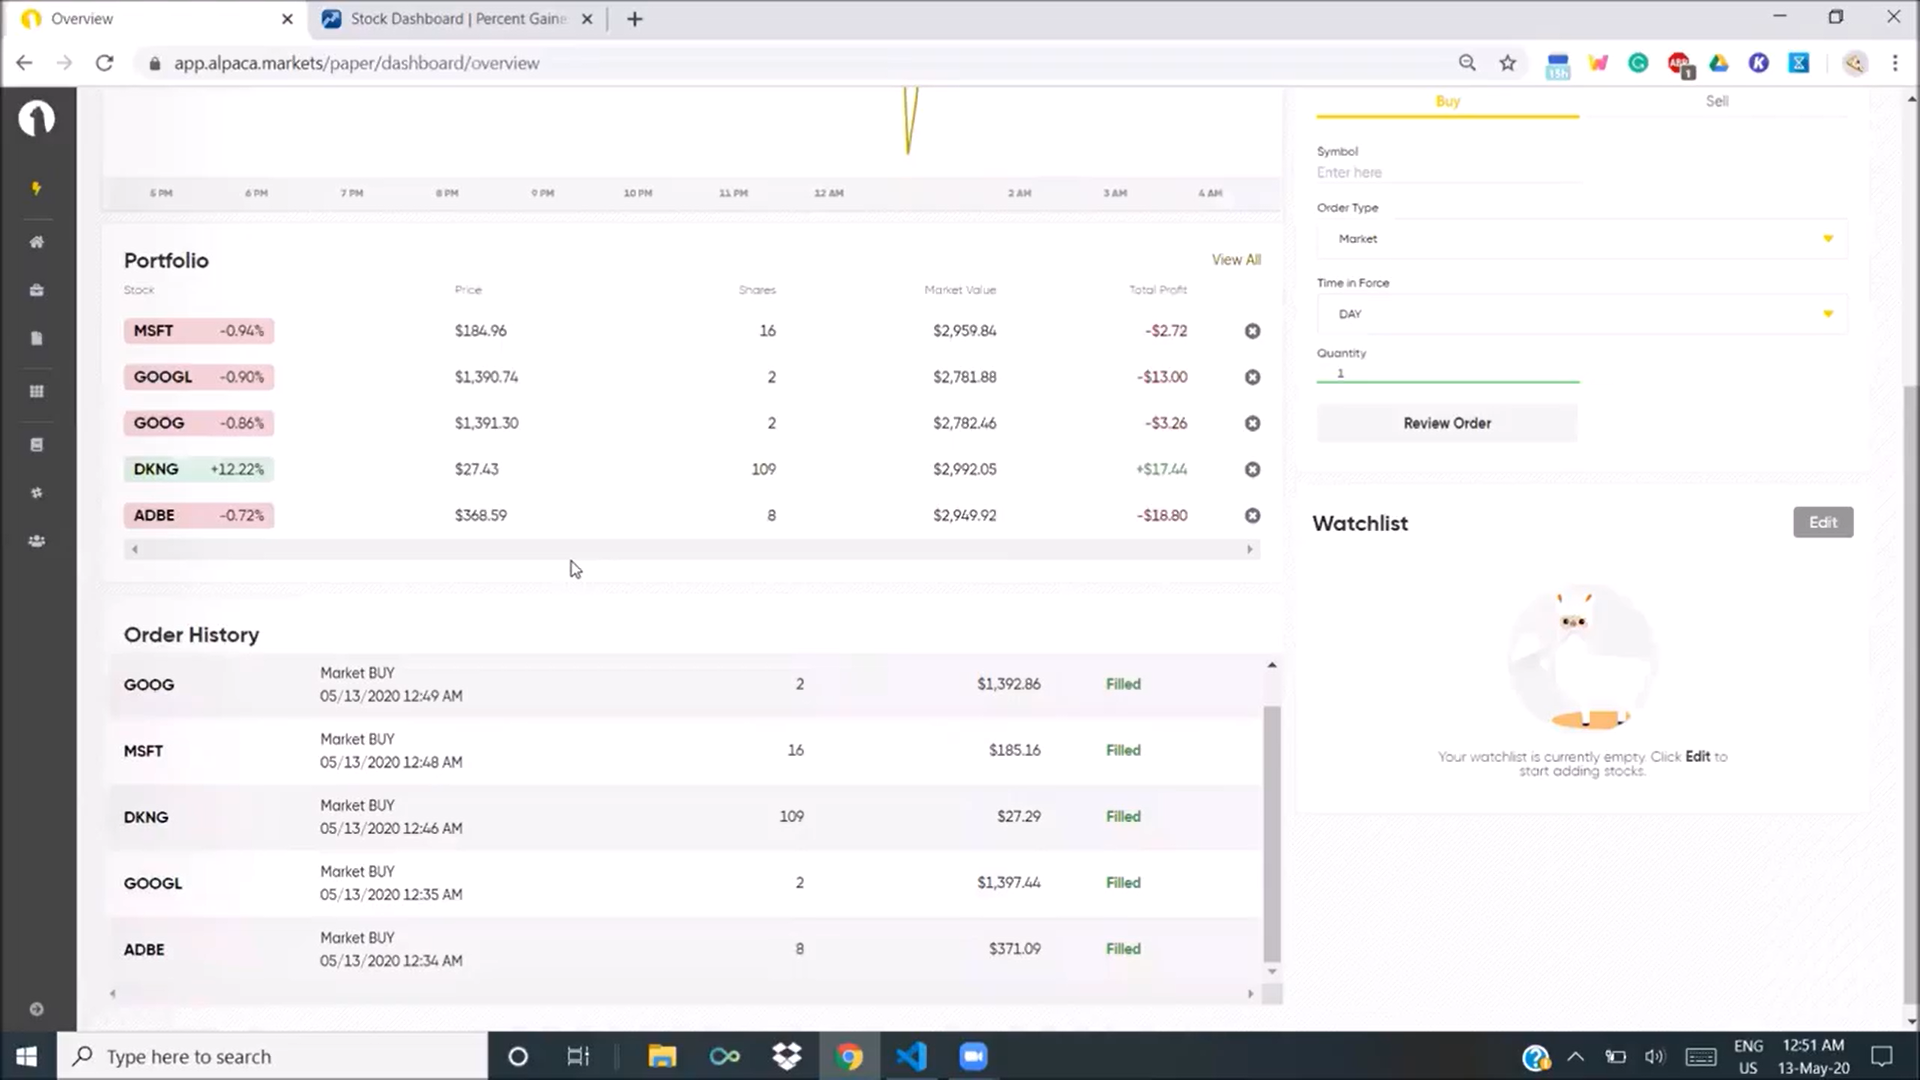 Overview
Stock Dashboard | Percent Gaine
app.alpaca.markets/paper/dashboard/overview
15h
ABP
1
K
5 PM 6 PM 7 PM 8 PM 9 PM 10 PM 11 PM 12 AM 2 AM 3 AM 4 AM
Portfolio
View All
Stock Price Shares Market Value Total Profit
MSFT -0.94% $184.96 16 $2,959.84 -$2.72
GOOGL -0.90% $1,390.74 2 $2,781.88 -$13.00
GOOG -0.86% $1,391.30 2 $2,782.46 -$3.26
DKNG +12.22% $27.43 109 $2,992.05 +$17.44
ADBE -0.72% $368.59 8 $2,949.92 -$18.80
Order History
GOOG Market BUY 2 $1,392.86 Filled
05/13/2020 12:49 AM
MSFT Market BUY 16 $185.16 Filled
05/13/2020 12:48 AM
DKNG Market BUY 109 $27.29 Filled
05/13/2020 12:46 AM
GOOGL Market BUY 2 $1,397.44 Filled
05/13/2020 12:35 AM
ADBE Market BUY 8 $371.09 Filled
05/13/2020 12:34 AM
Buy Sell
Symbol
Enter here
Order Type
Market
Time in Force
DAY
Quantity
1
Review Order
Watchlist
Edit
Your watchlist is currently empty. Click Edit to
start adding stocks.
Type here to search
ENG
US
12:51 AM
13-May-20